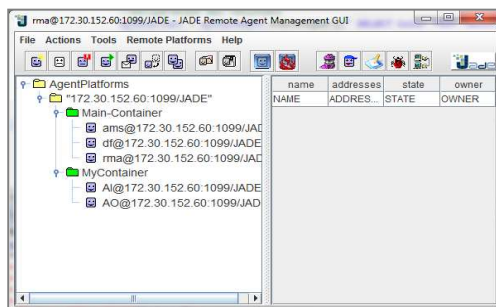 rma@172.30.152.60:1099/JADE - JADE Remote Agent Management GUI
File Actions Tools Remote Platforms Help
AgentPlatforms
"172.30.152.60:1099/JADE"
Main-Container
ams@172.30.152.60:1099/JAD
df@172.30.152.60:1099/JADE
rma@172.30.152.60:1099/JAD
MyContainer
AI@172.30.152.60:1099/JADE
AO@172.30.152.60:1099/JAD
name addresses state owner
NAME ADDRES... STATE OWNER